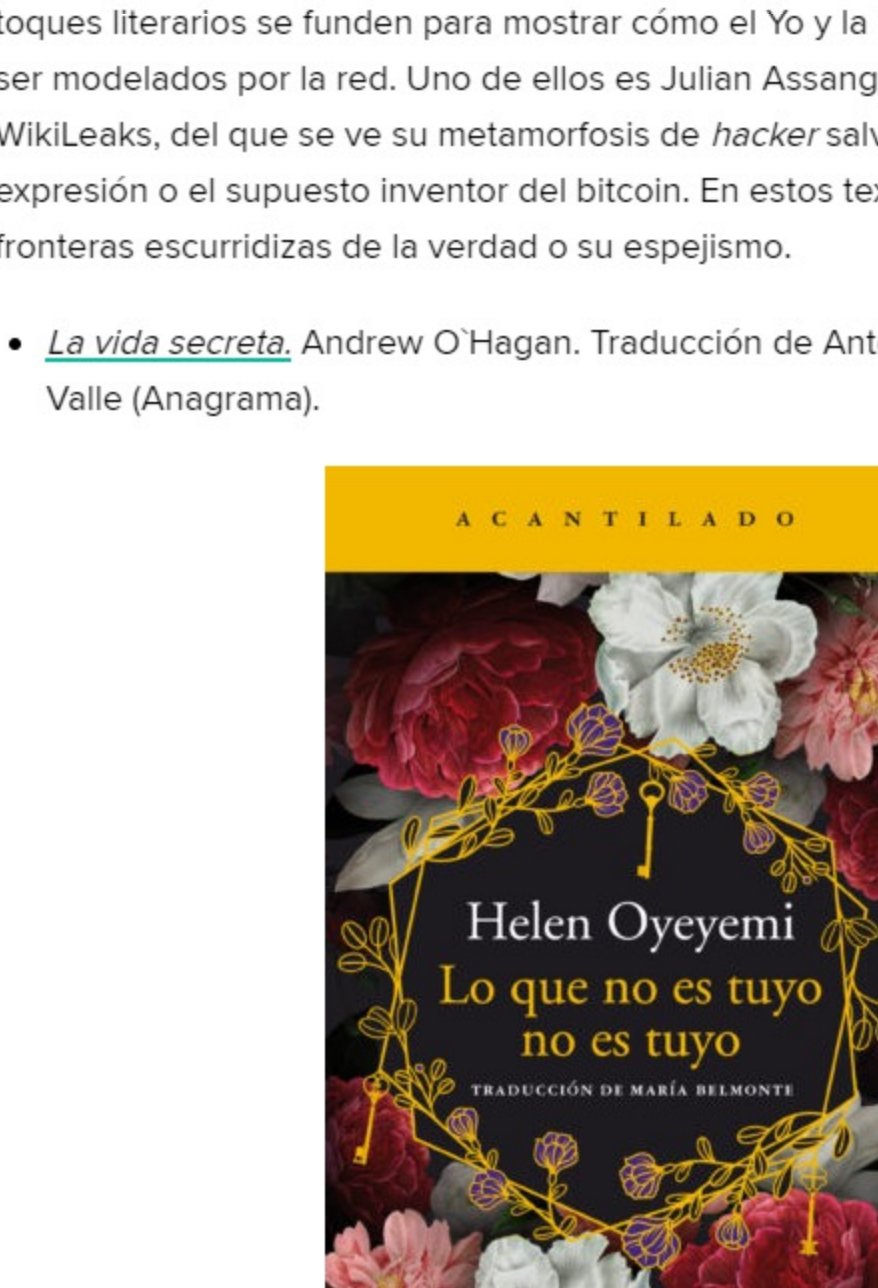 toques literarios se funden para mostrar cómo el Yo y la
ser modelados por la red. Uno de ellos es Julian Assang
WikiLeaks, del que se ve su metamorfosis de hacker salv
expresión o el supuesto inventor del bitcoin. En estos tex
fronteras escurridizas de la verdad o su espejismo.
La vida secreta. Andrew O`Hagan. Traducción de Anto
Valle (Anagrama).
ACANTILADO
Helen Oyeyemi
Lo que no es tuyo
no es tuyo
TRADUCCIÓN DE MARÍA BELMONTE